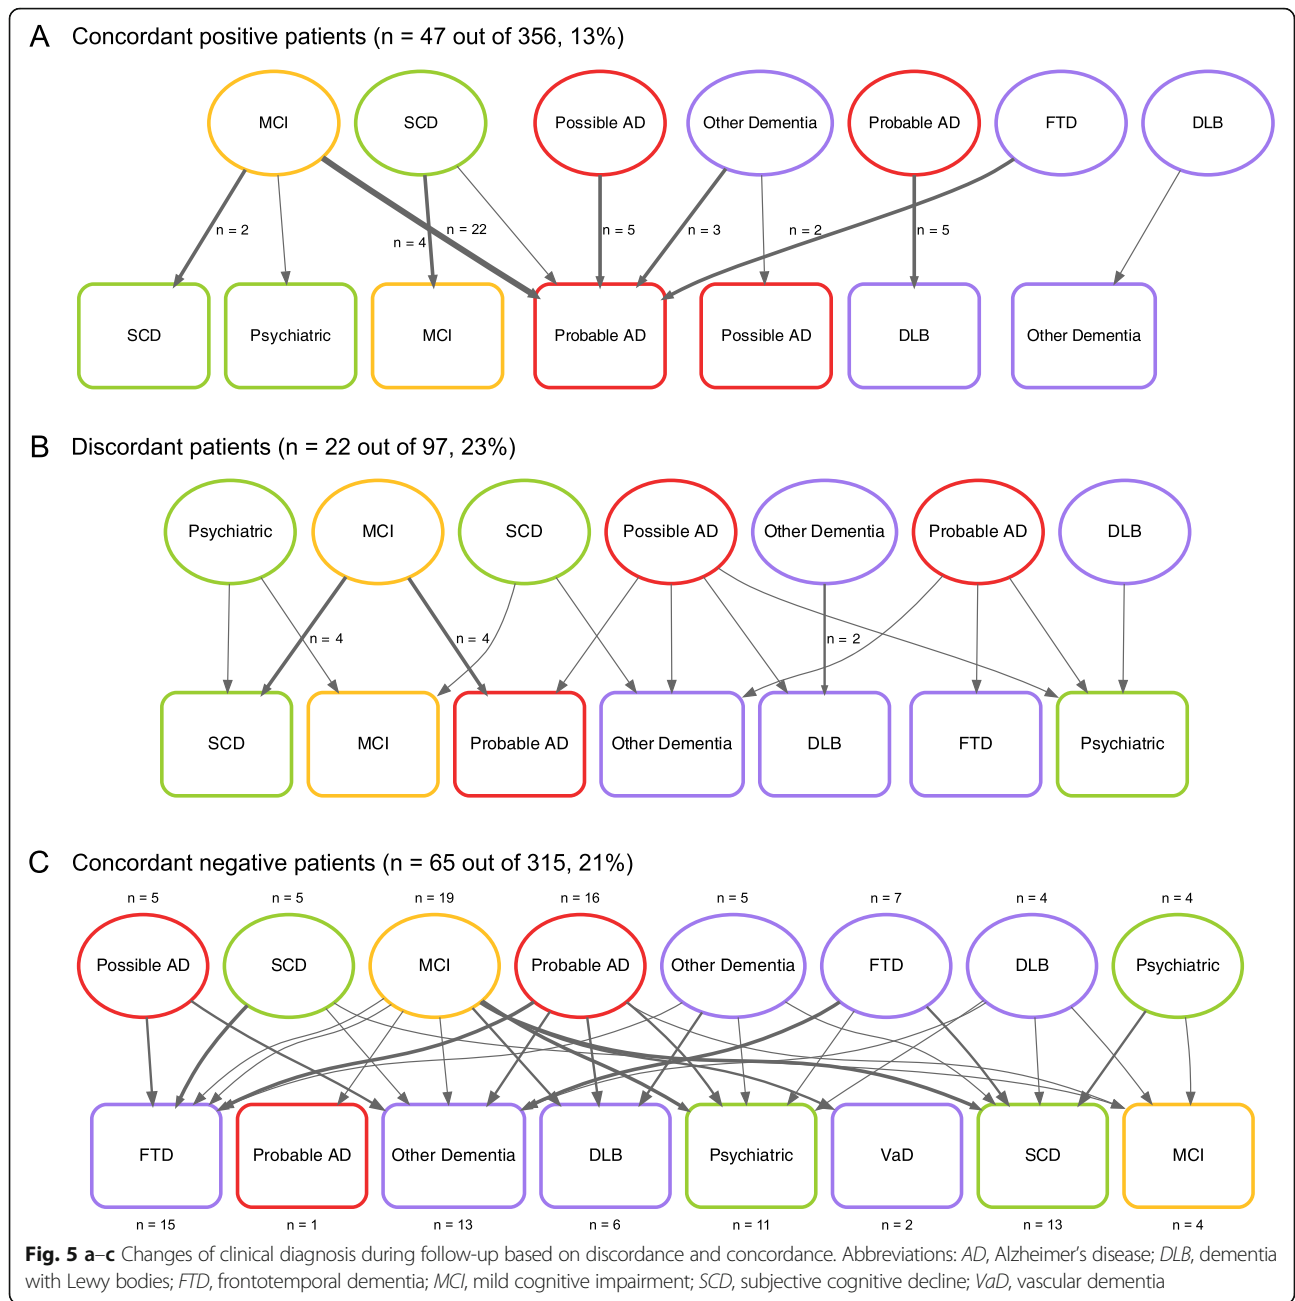 A Concordant positive patients (n = 47 out of 356, 13%)
MCI SCD Possible AD Other Dementia Probable AD FTD DLB
n = 2 n = 4 n = 22 n = 5 n = 3 n = 2 n = 5
SCD Psychiatric MCI Probable AD Possible AD DLB Other Dementia
B Discordant patients (n = 22 out of 97, 23%)
Psychiatric MCI SCD Possible AD Other Dementia Probable AD DLB
n = 4 n = 4 n = 2
SCD MCI Probable AD Other Dementia DLB FTD Psychiatric
C Concordant negative patients (n = 65 out of 315, 21%)
n = 5 n = 5 n = 19 n = 16 n = 5 n = 7 n = 4 n = 4
Possible AD SCD MCI Probable AD Other Dementia FTD DLB Psychiatric
FTD Probable AD Other Dementia DLB Psychiatric VaD SCD MCI
n = 15 n = 1 n = 13 n = 6 n = 11 n = 2 n = 13 n = 4
Fig. 5 a–c Changes of clinical diagnosis during follow-up based on discordance and concordance. Abbreviations: AD, Alzheimer's disease; DLB, dementia
with Lewy bodies; FTD, frontotemporal dementia; MCI, mild cognitive impairment; SCD, subjective cognitive decline; VaD, vascular dementia